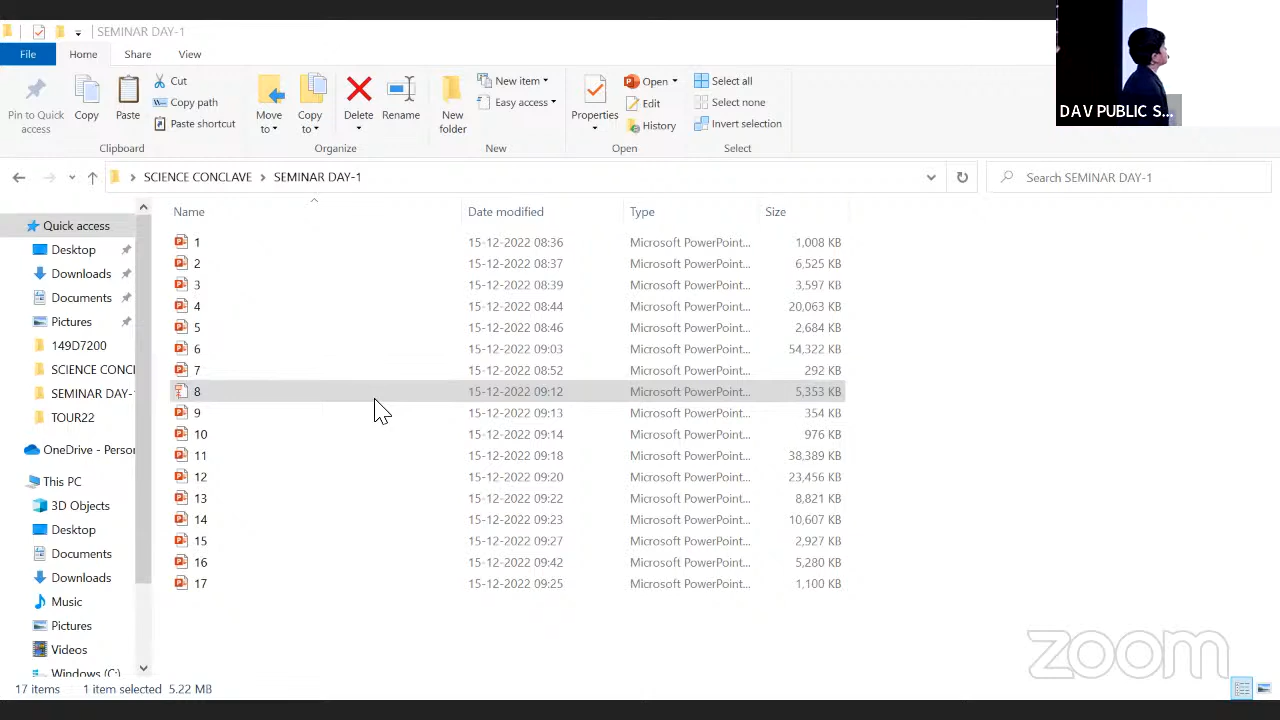 SEMINAR DAY-1
File Home Share View
Pin to Quick access
Copy
Paste
Cut
Copy path
Paste shortcut
Clipboard
Move to
Copy to
Delete
Rename
Organize
New folder
New item
Easy access
New
Properties
Open
Edit
History
Open
Select all
Select none
Invert selection
Select
DAV PUBLIC S...
SCIENCE CONCLAVE SEMINAR DAY-1
Search SEMINAR DAY-1
Quick access
Desktop
Downloads
Documents
Pictures
149D7200
SCIENCE CONCL
SEMINAR DAY-
TOUR22
OneDrive - Person
This PC
3D Objects
Desktop
Documents
Downloads
Music
Pictures
Videos
Windows (C:)
Name Date modified Type Size
1 15-12-2022 08:36 Microsoft PowerPoint... 1,008 KB
2 15-12-2022 08:37 Microsoft PowerPoint... 6,525 KB
3 15-12-2022 08:39 Microsoft PowerPoint... 3,597 KB
4 15-12-2022 08:44 Microsoft PowerPoint... 20,063 KB
5 15-12-2022 08:46 Microsoft PowerPoint... 2,684 KB
6 15-12-2022 09:03 Microsoft PowerPoint... 54,322 KB
7 15-12-2022 08:52 Microsoft PowerPoint... 292 KB
8 15-12-2022 09:12 Microsoft PowerPoint... 5,353 KB
9 15-12-2022 09:13 Microsoft PowerPoint... 354 KB
10 15-12-2022 09:14 Microsoft PowerPoint... 976 KB
11 15-12-2022 09:18 Microsoft PowerPoint... 38,389 KB
12 15-12-2022 09:20 Microsoft PowerPoint... 23,456 KB
13 15-12-2022 09:22 Microsoft PowerPoint... 8,821 KB
14 15-12-2022 09:23 Microsoft PowerPoint... 10,607 KB
15 15-12-2022 09:27 Microsoft PowerPoint... 2,927 KB
16 15-12-2022 09:42 Microsoft PowerPoint... 5,280 KB
17 15-12-2022 09:25 Microsoft PowerPoint... 1,100 KB
zoom
17 items 1 item selected 5.22 MB